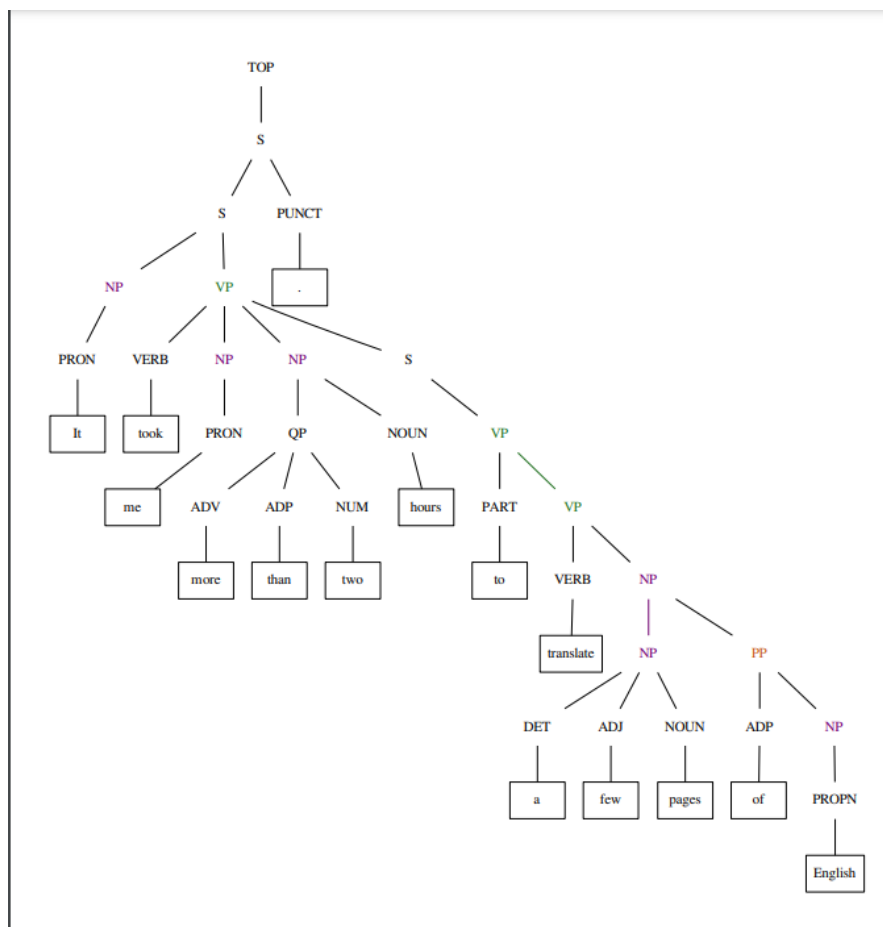 TOP
S
S PUNCT
NP VP .
PRON VERB NP NP S
It took PRON QP NOUN VP
me ADV ADP NUM hours PART VP
more than two to VERB NP
translate NP PP
DET ADJ NOUN ADP NP
a few pages of PROPN
English